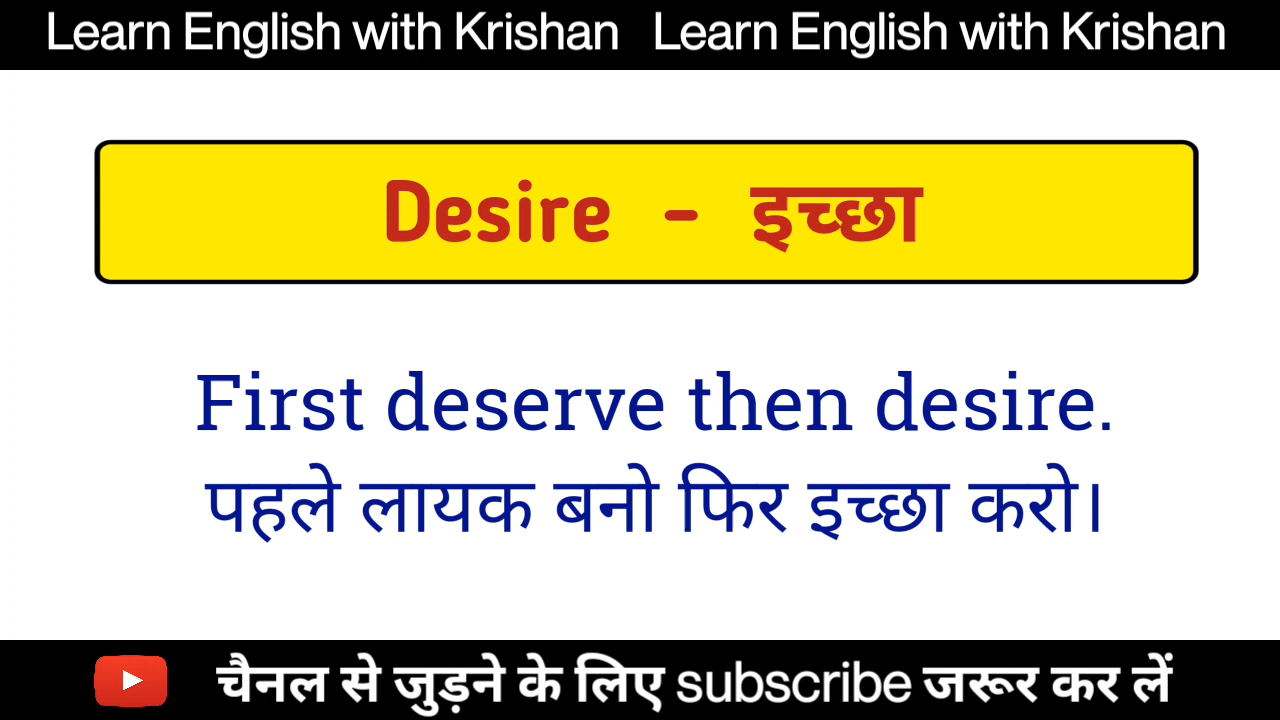 Learn English with Krishan Learn English with Krishan
Desire - इच्छा
First deserve then desire.
पहले लायक बनो फिर इच्छा करो।
चैनल से जुड़ने के लिए subscribe जरूर कर लें